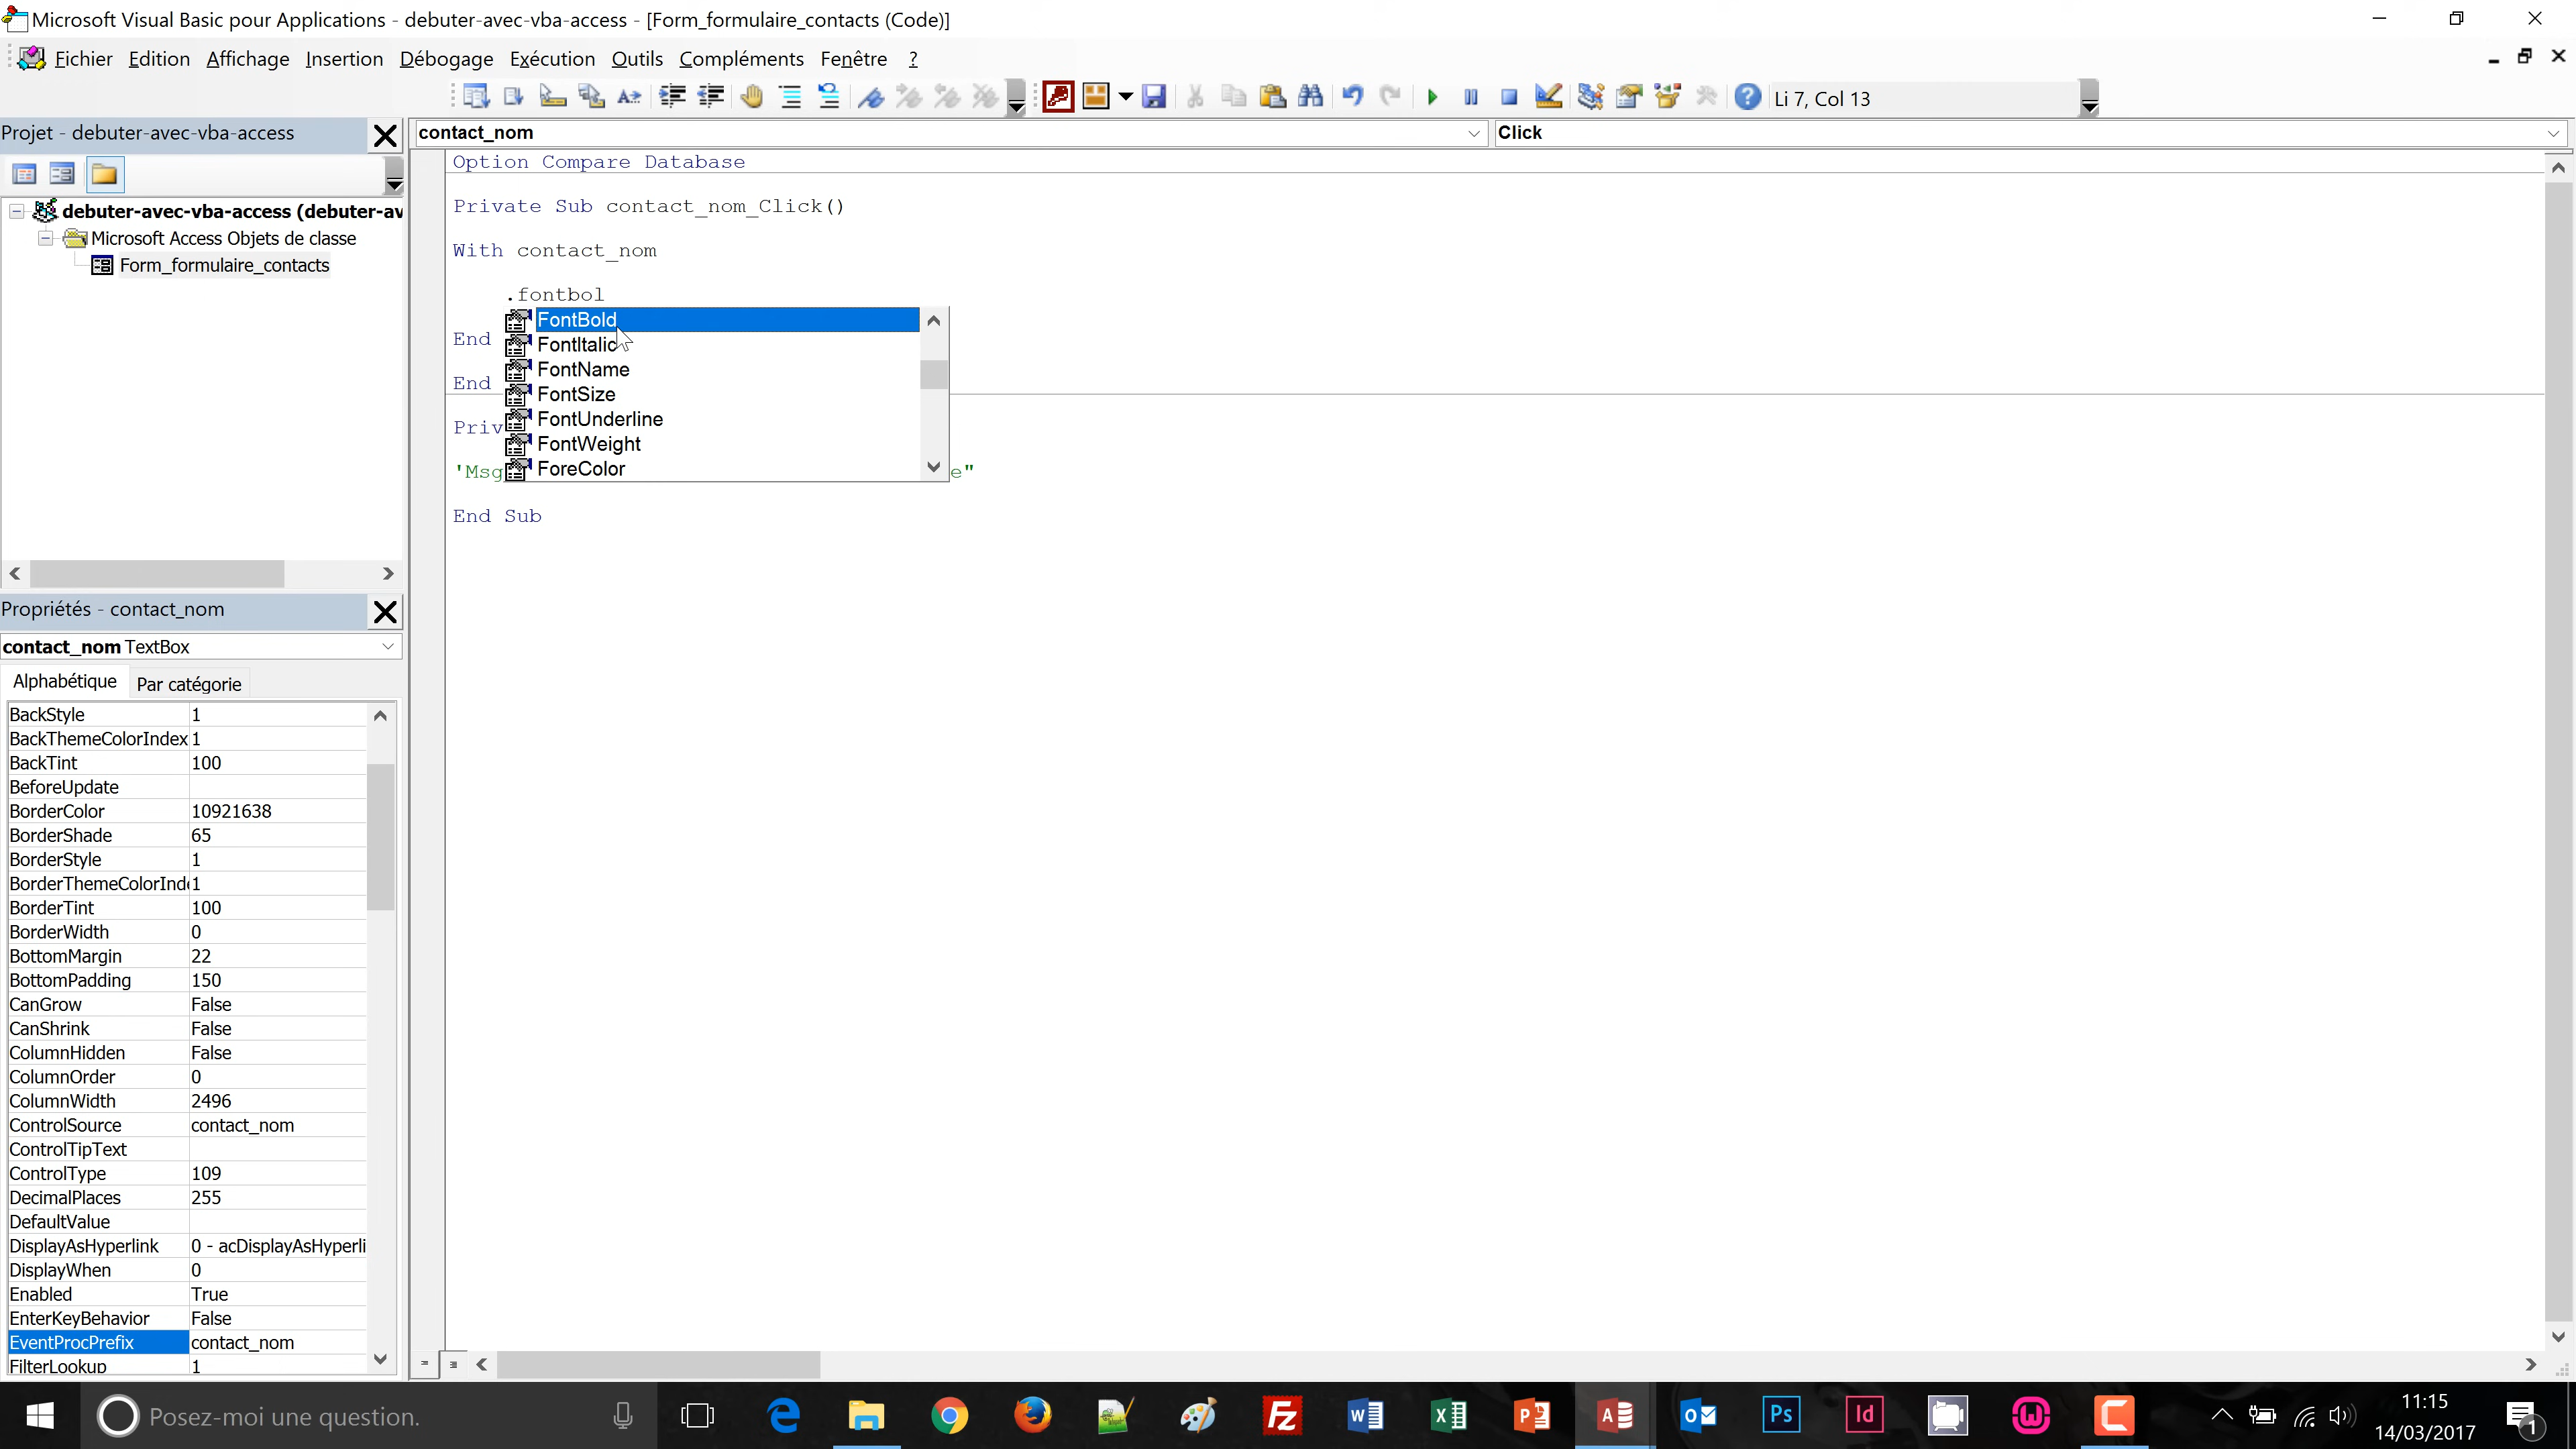 Microsoft Visual Basic pour Applications - debuter-avec-vba-access - [Form_formulaire_contacts (Code)]
Fichier Edition Affichage Insertion Débogage Exécution Outils Compléments Fenêtre ?
Li 7, Col 13
Projet - debuter-avec-vba-access
debuter-avec-vba-access (debuter-av
Microsoft Access Objets de classe
Form_formulaire_contacts
contact_nom
Click
Option Compare Database
Private Sub contact_nom_Click()
With contact_nom
.fontbol
FontBold
End
FontItalic
FontName
End
FontSize
FontUnderline
Priv
FontWeight
ForeColor
'Msg
e"
End Sub
Propriétés - contact_nom
contact_nom TextBox
Alphabétique Par catégorie
BackStyle 1
BackThemeColorIndex 1
BackTint 100
BeforeUpdate
BorderColor 10921638
BorderShade 65
BorderStyle 1
BorderThemeColorInd 1
BorderTint 100
BorderWidth 0
BottomMargin 22
BottomPadding 150
CanGrow False
CanShrink False
ColumnHidden False
ColumnOrder 0
ColumnWidth 2496
ControlSource contact_nom
ControlTipText
ControlType 109
DecimalPlaces 255
DefaultValue
DisplayAsHyperlink 0 - acDisplayAsHyperli
DisplayWhen 0
Enabled True
EnterKeyBehavior False
EventProcPrefix contact_nom
FilterLookup 1
Posez-moi une question.
Fz
Ps
Id
11:15
14/03/2017
1